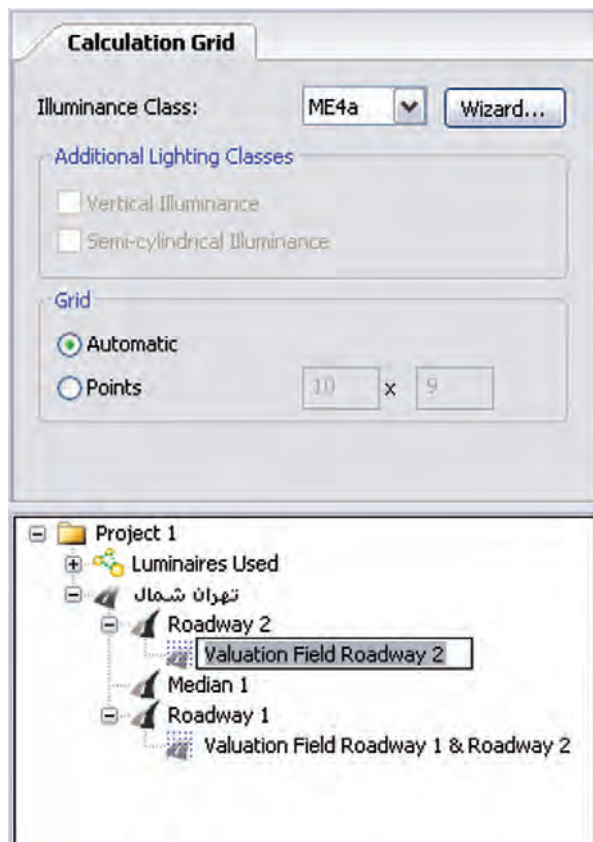 Calculation Grid
Illuminance Class: ME4a Wizard...
Additional Lighting Classes
Vertical Illuminance
Semi-cylindrical Illuminance
Grid
Automatic
Points 10 x 9
Project 1
Luminaires Used
تهران شمال
Roadway 2
Valuation Field Roadway 2
Median 1
Roadway 1
Valuation Field Roadway 1 & Roadway 2